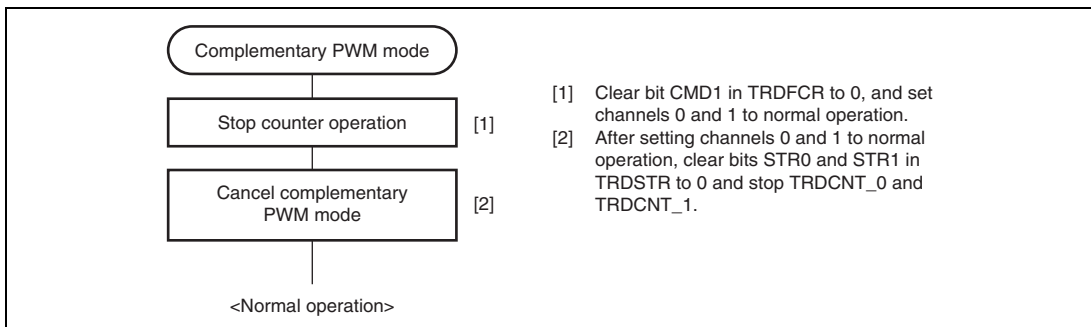 Complementary PWM mode
Stop counter operation
[1]
Cancel complementary
PWM mode
[2]
<Normal operation>
[1] Clear bit CMD1 in TRDFCR to 0, and set
channels 0 and 1 to normal operation.
[2] After setting channels 0 and 1 to normal
operation, clear bits STR0 and STR1 in
TRDSTR to 0 and stop TRDCNT_0 and
TRDCNT_1.